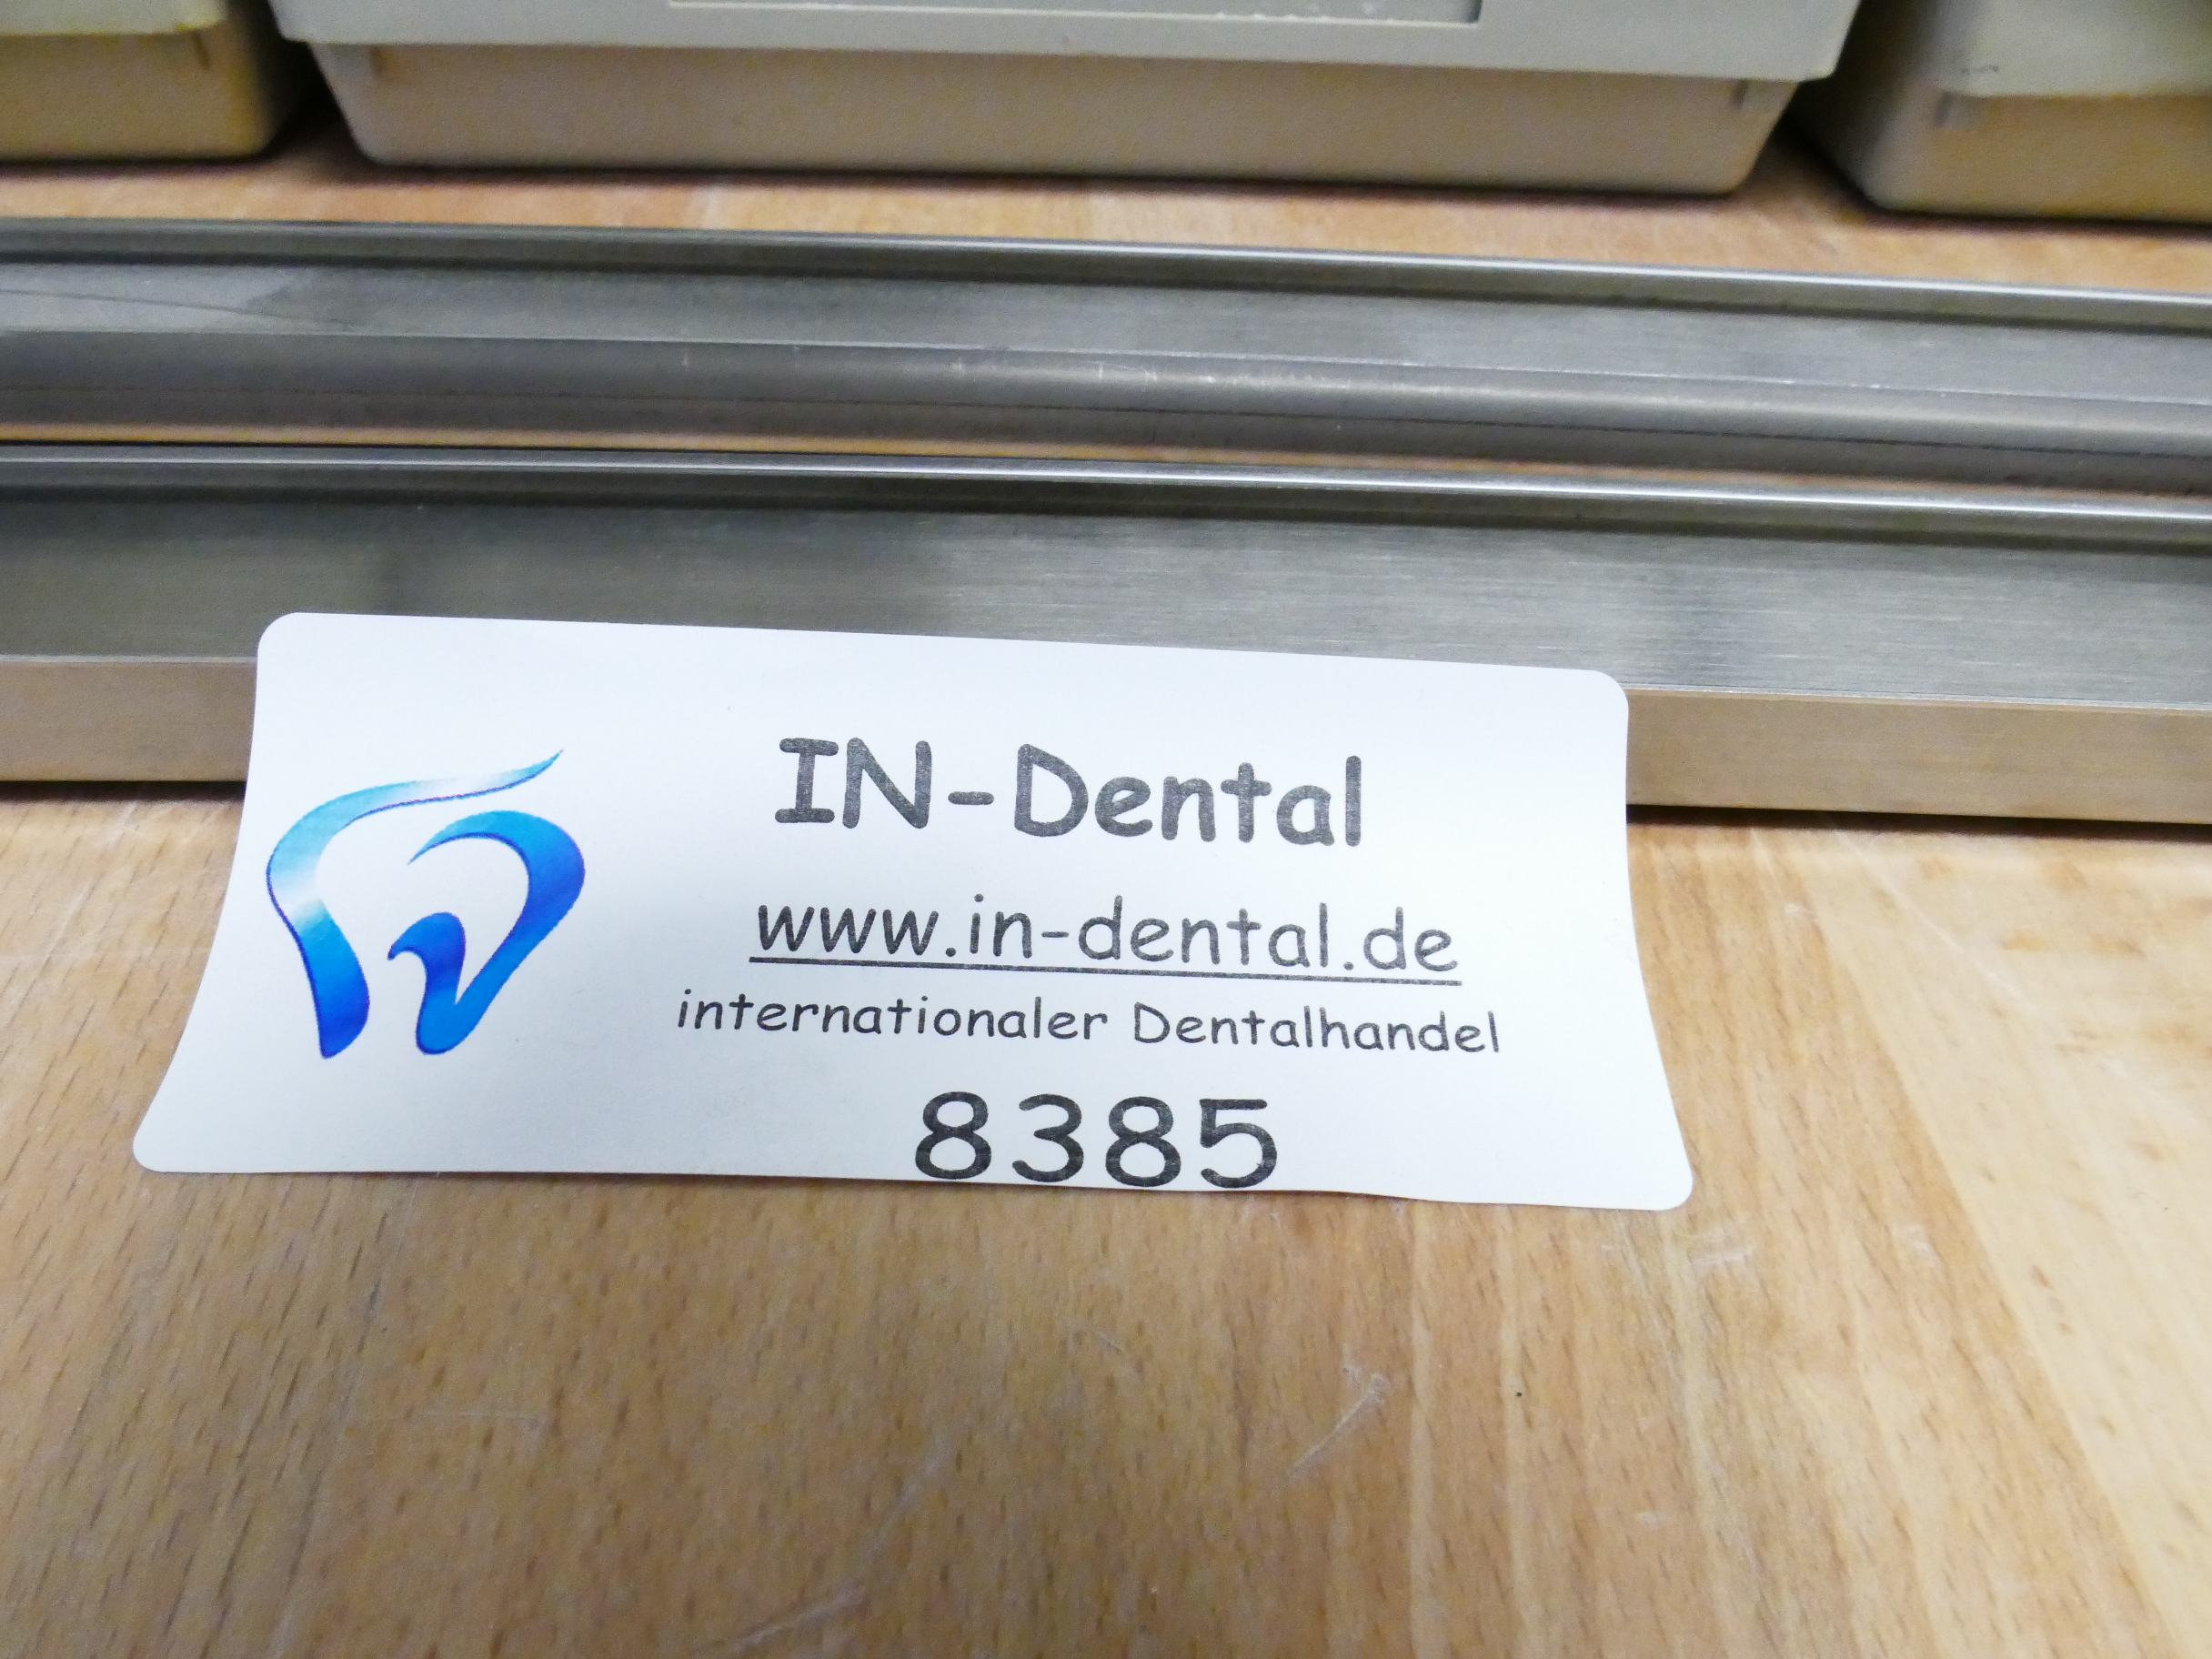 IN-Dental
www.in-dental.de
internationaler Dentalhandel
8385